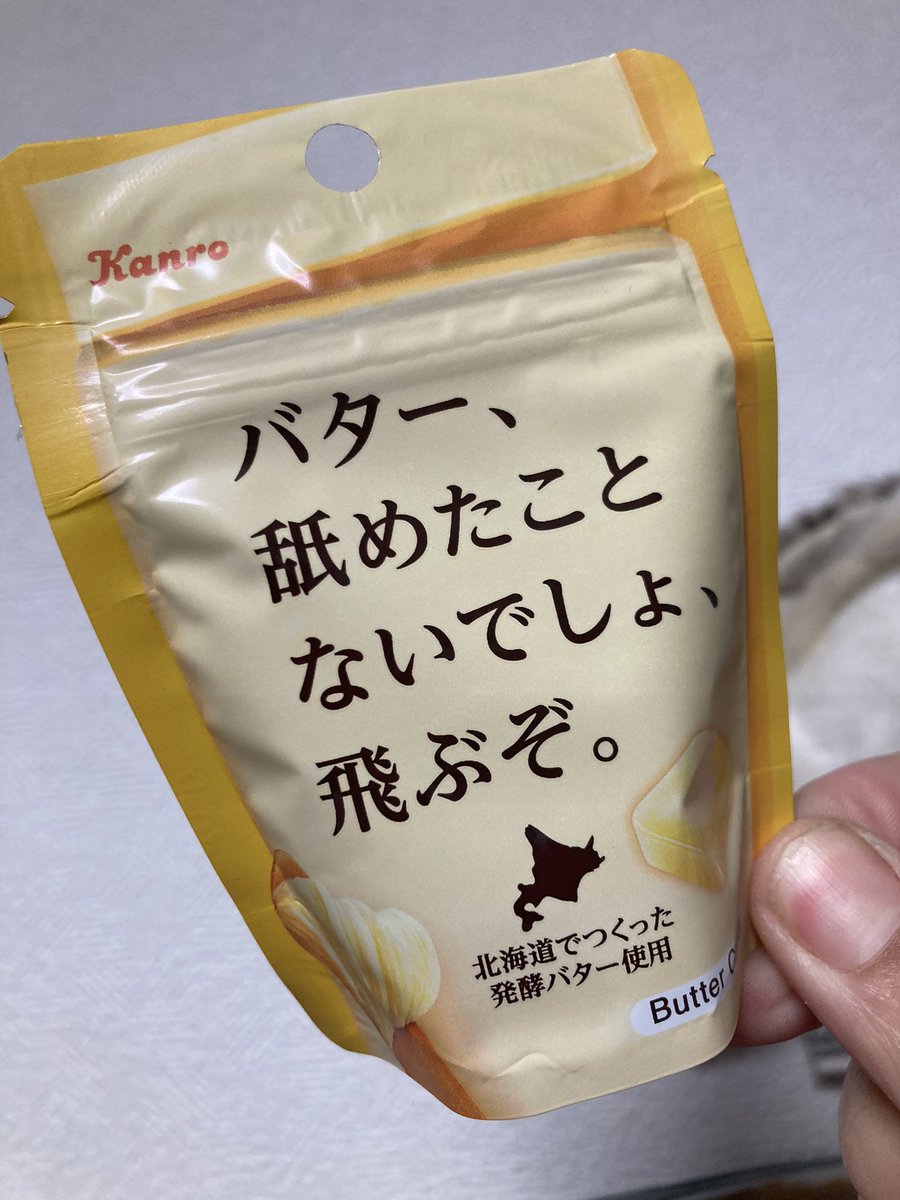 Kanro
バター、
舐めたこと
ないでしょ、
飛ぶぞ。
北海道でつくった
発酵バター使用
Butter